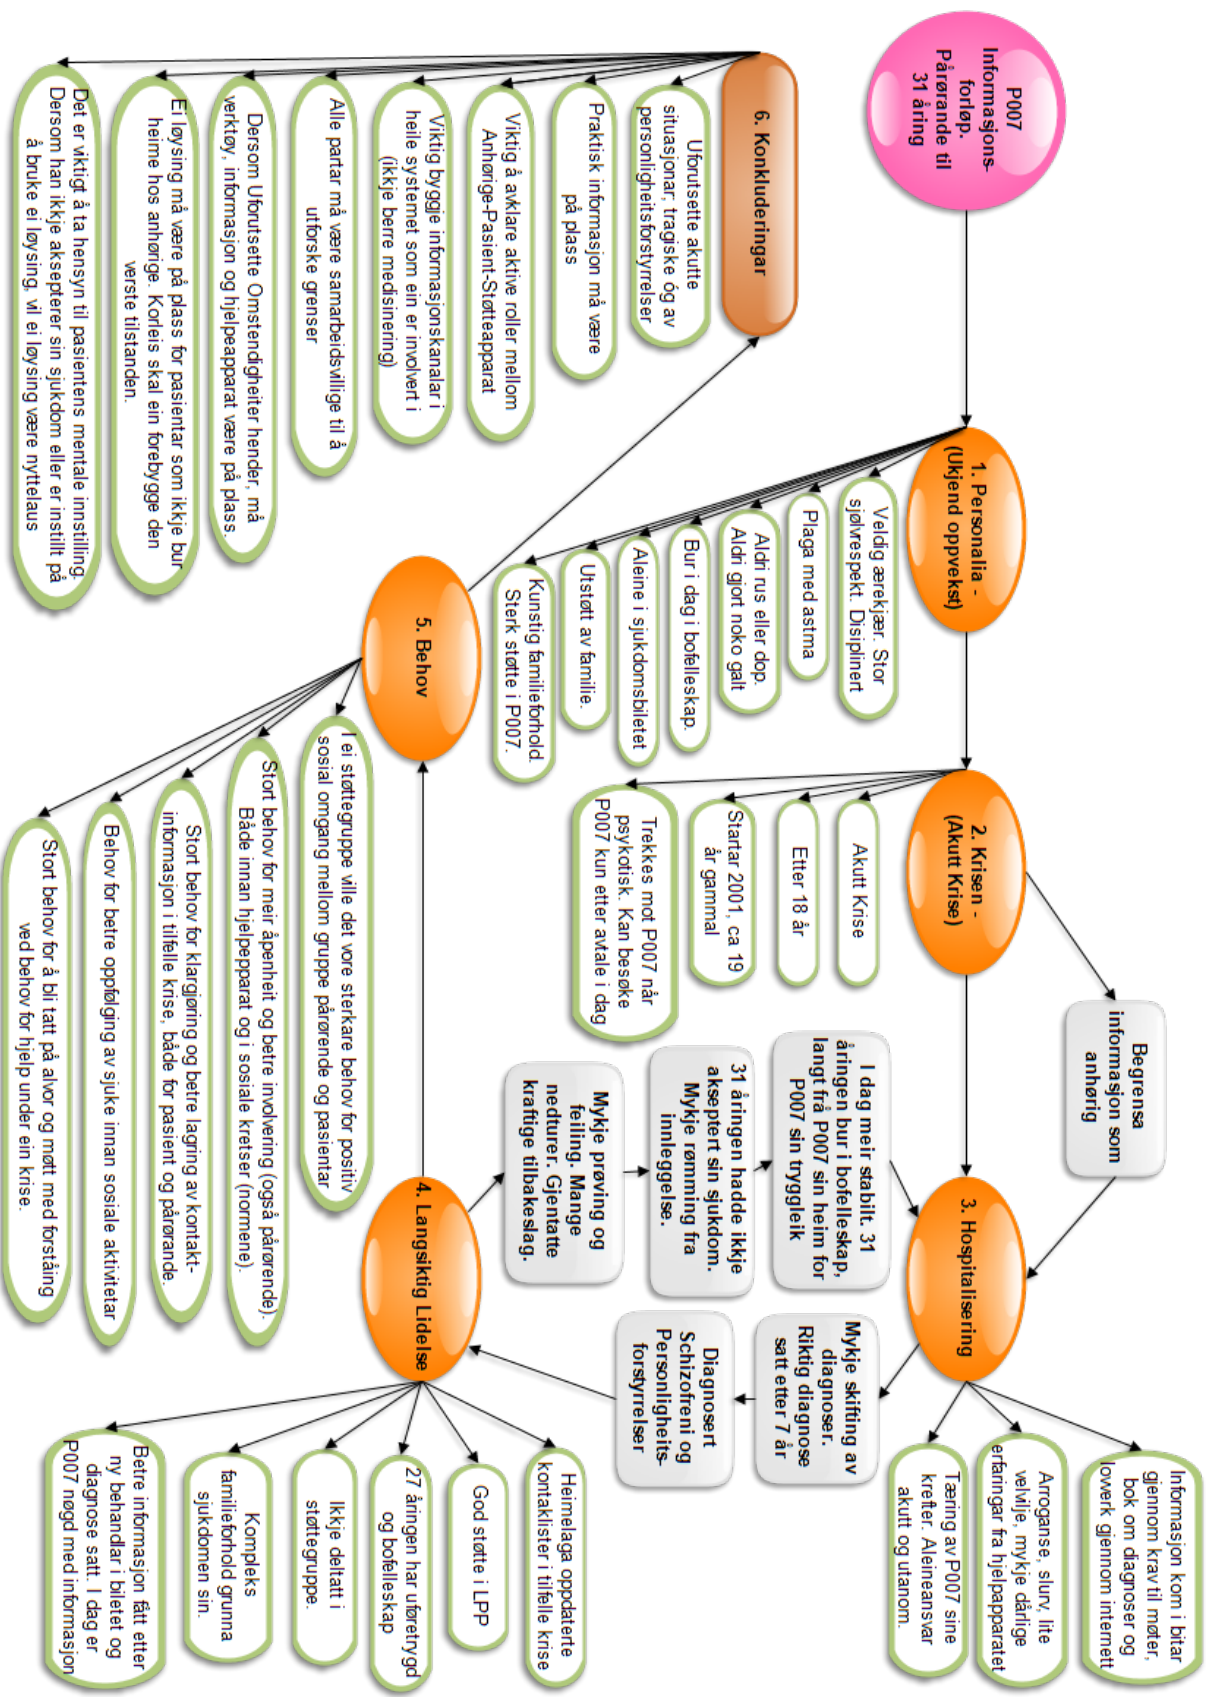 P007
Informasjons-
forløp.
Pårørande til
31 åring
1. Personalia -
(Ukjend oppvekst)
Veldig ærekjær. Stor
sjølvrespekt. Disiplinert
Plaga med astma
Aldri rus eller dop.
Aldri gjort noko galt
Bur i dag i bofelleskap.
Aleine i sjukdomsbiletet
Utstøtt av familie.
Kunstig familieforhold.
Sterk støtte i P007.
2. Krisen -
(Akutt Krise)
Akutt Krise
Etter 18 år
Startar 2001, ca 19
år gammal
Trekkes mot P007 når
psykotisk. Kan besøke
P007 kun etter avtale i dag
Begrensa
informasjon som
anhørig
3. Hospitalisering
Informasjon kom i bitar
gjennom krav til møter,
bok om diagnoser og
lowerk gjennom internett
Arroganse, slurv, lite
velvilje, mykje dårlige
erfaringar fra hjelpapparatet
Tæring av P007 sine
krefter. Aleineansvar
akutt og utanom.
Mykje skifting av
diagnoser.
Riktig diagnose
satt etter 7 år
Diagnosert
Schizofreni og
Personligheits-
forstyrrelser
I dag meir stabilt. 31
åringen bur i bofelleskap,
langt frå P007 sin heim for
P007 sin tryggleik
31 åringen hadde ikkje
akseptert sin sjukdom.
Mykje rømming fra
innleggelse.
Mykje prøving og
feiling. Mange
nedturer. Gjentatte
kraftige tilbakeslag.
4. Langsiktig Lidelse
Heimelaga oppdaterte
kontaklister i tilfelle krise
God støtte i LPP
27 åringen har uføretrygd
og bofelleskap
Ikkje deltatt i
støttegruppe.
Kompleks
familieforhold grunna
sjukdomen sin.
Betre informasjon fått etter
ny behandlar i biletet og
diagnose satt. I dag er
P007 nøgd med informasjon
5. Behov
I ei støttegruppe ville det vore sterkare behov for positiv
sosial omgang mellom gruppe pårørende og pasientar
Stort behov for meir åpenheit og betre involvering (også pårørende).
Både innan hjelpepparat og i sosiale kretser (normene).
Stort behov for klargjøring og betre lagring av kontakt-
informasjon i tilfelle krise, både for pasient og pårørande.
Behov for betre oppfølging av sjuke innan sosiale aktivitetar
Stort behov for å bli tatt på alvor og møtt med forståing
ved behov for hjelp under ein krise.
6. Konkluderingar
Uforutsette akutte
situasjonar; tragiske óg av
personligheitsforstyrrelser
Praktisk informasjon må være
på plass
Viktig å avklare aktive roller mellom
Anhørige-Pasient-Støtteapparat
Viktig byggje informasjonskanalar i
heile systemet som ein er involvert i
(ikkje berre medisinering)
Alle partar må være samarbeidsvillige til å
utforske grenser
Dersom Uforutsette Omstendigheiter hender, må
verktøy, informasjon og hjelpeapparat være på plass.
Ei løysing må være på plass for pasientar som ikkje bur
heime hos anhørige. Korleis skal ein forebygge den
verste tilstanden.
Det er viktigt å ta hensyn til pasientens mentale innstilling.
Dersom han ikkje aksepterer sin sjukdom eller er instillt på
å bruke ei løysing, vil ei løysing være nyttelaus